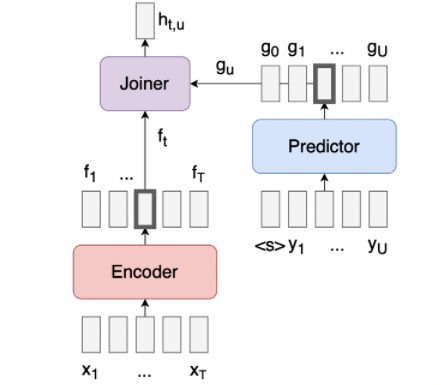 h_{t,u}
g_0 g_1 ... g_U
Joiner
g_u
f_t
Predictor
f_1 ... f_T
<s> y_1 ... y_U
Encoder
x_1 ... x_T